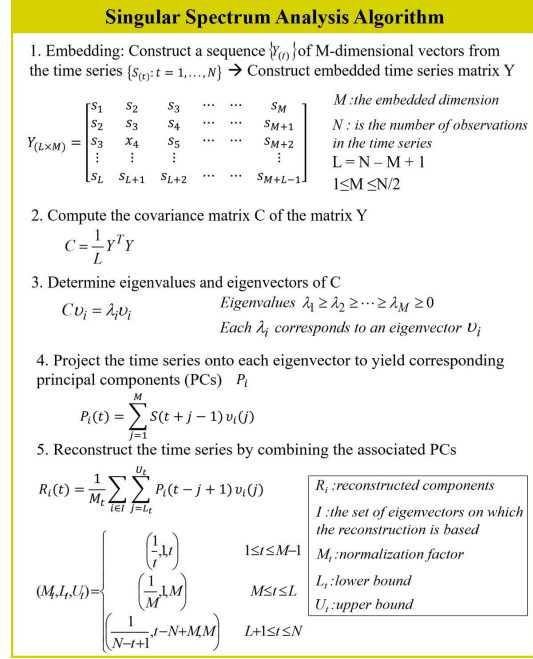 Singular Spectrum Analysis Algorithm
1. Embedding: Construct a sequence {Y(t)} of M-dimensional vectors from
the time series {S(t): t = 1,…,N} → Construct embedded time series matrix Y
Y(L×M) = [S1 S2 S3 ⋯ ⋯ SM
S2 S3 S4 ⋯ ⋯ SM+1
S3 x4 S5 ⋯ ⋯ SM+2
⋮ ⋮ ⋮ ⋮
SL SL+1 SL+2 ⋯ ⋯ SM+L-1]
M :the embedded dimension
N : is the number of observations
in the time series
L = N – M + 1
1≤M ≤N/2
2. Compute the covariance matrix C of the matrix Y
C = 1/L Y^T Y
3. Determine eigenvalues and eigenvectors of C
Cυi = λiυi
Eigenvalues λ1 ≥ λ2 ≥ ⋯ ≥ λM ≥ 0
Each λi corresponds to an eigenvector υi
4. Project the time series onto each eigenvector to yield corresponding
principal components (PCs) Pi
Pi(t) = ∑_{j=1}^{M} S(t + j − 1) υi(j)
5. Reconstruct the time series by combining the associated PCs
Ri(t) = 1/Mt ∑_{i∈I} ∑_{j=Lt}^{Ut} Pi(t − j + 1) υi(j)
(Mt,Lt,Ut)= { (1/t,1,t) 1≤t≤M–1
(1/M,1,M) M≤t≤L
(1/N–t+1,t–N+M,M) L+1≤t≤N
Ri :reconstructed components
I :the set of eigenvectors on which
the reconstruction is based
Mt :normalization factor
Lt :lower bound
Ut :upper bound